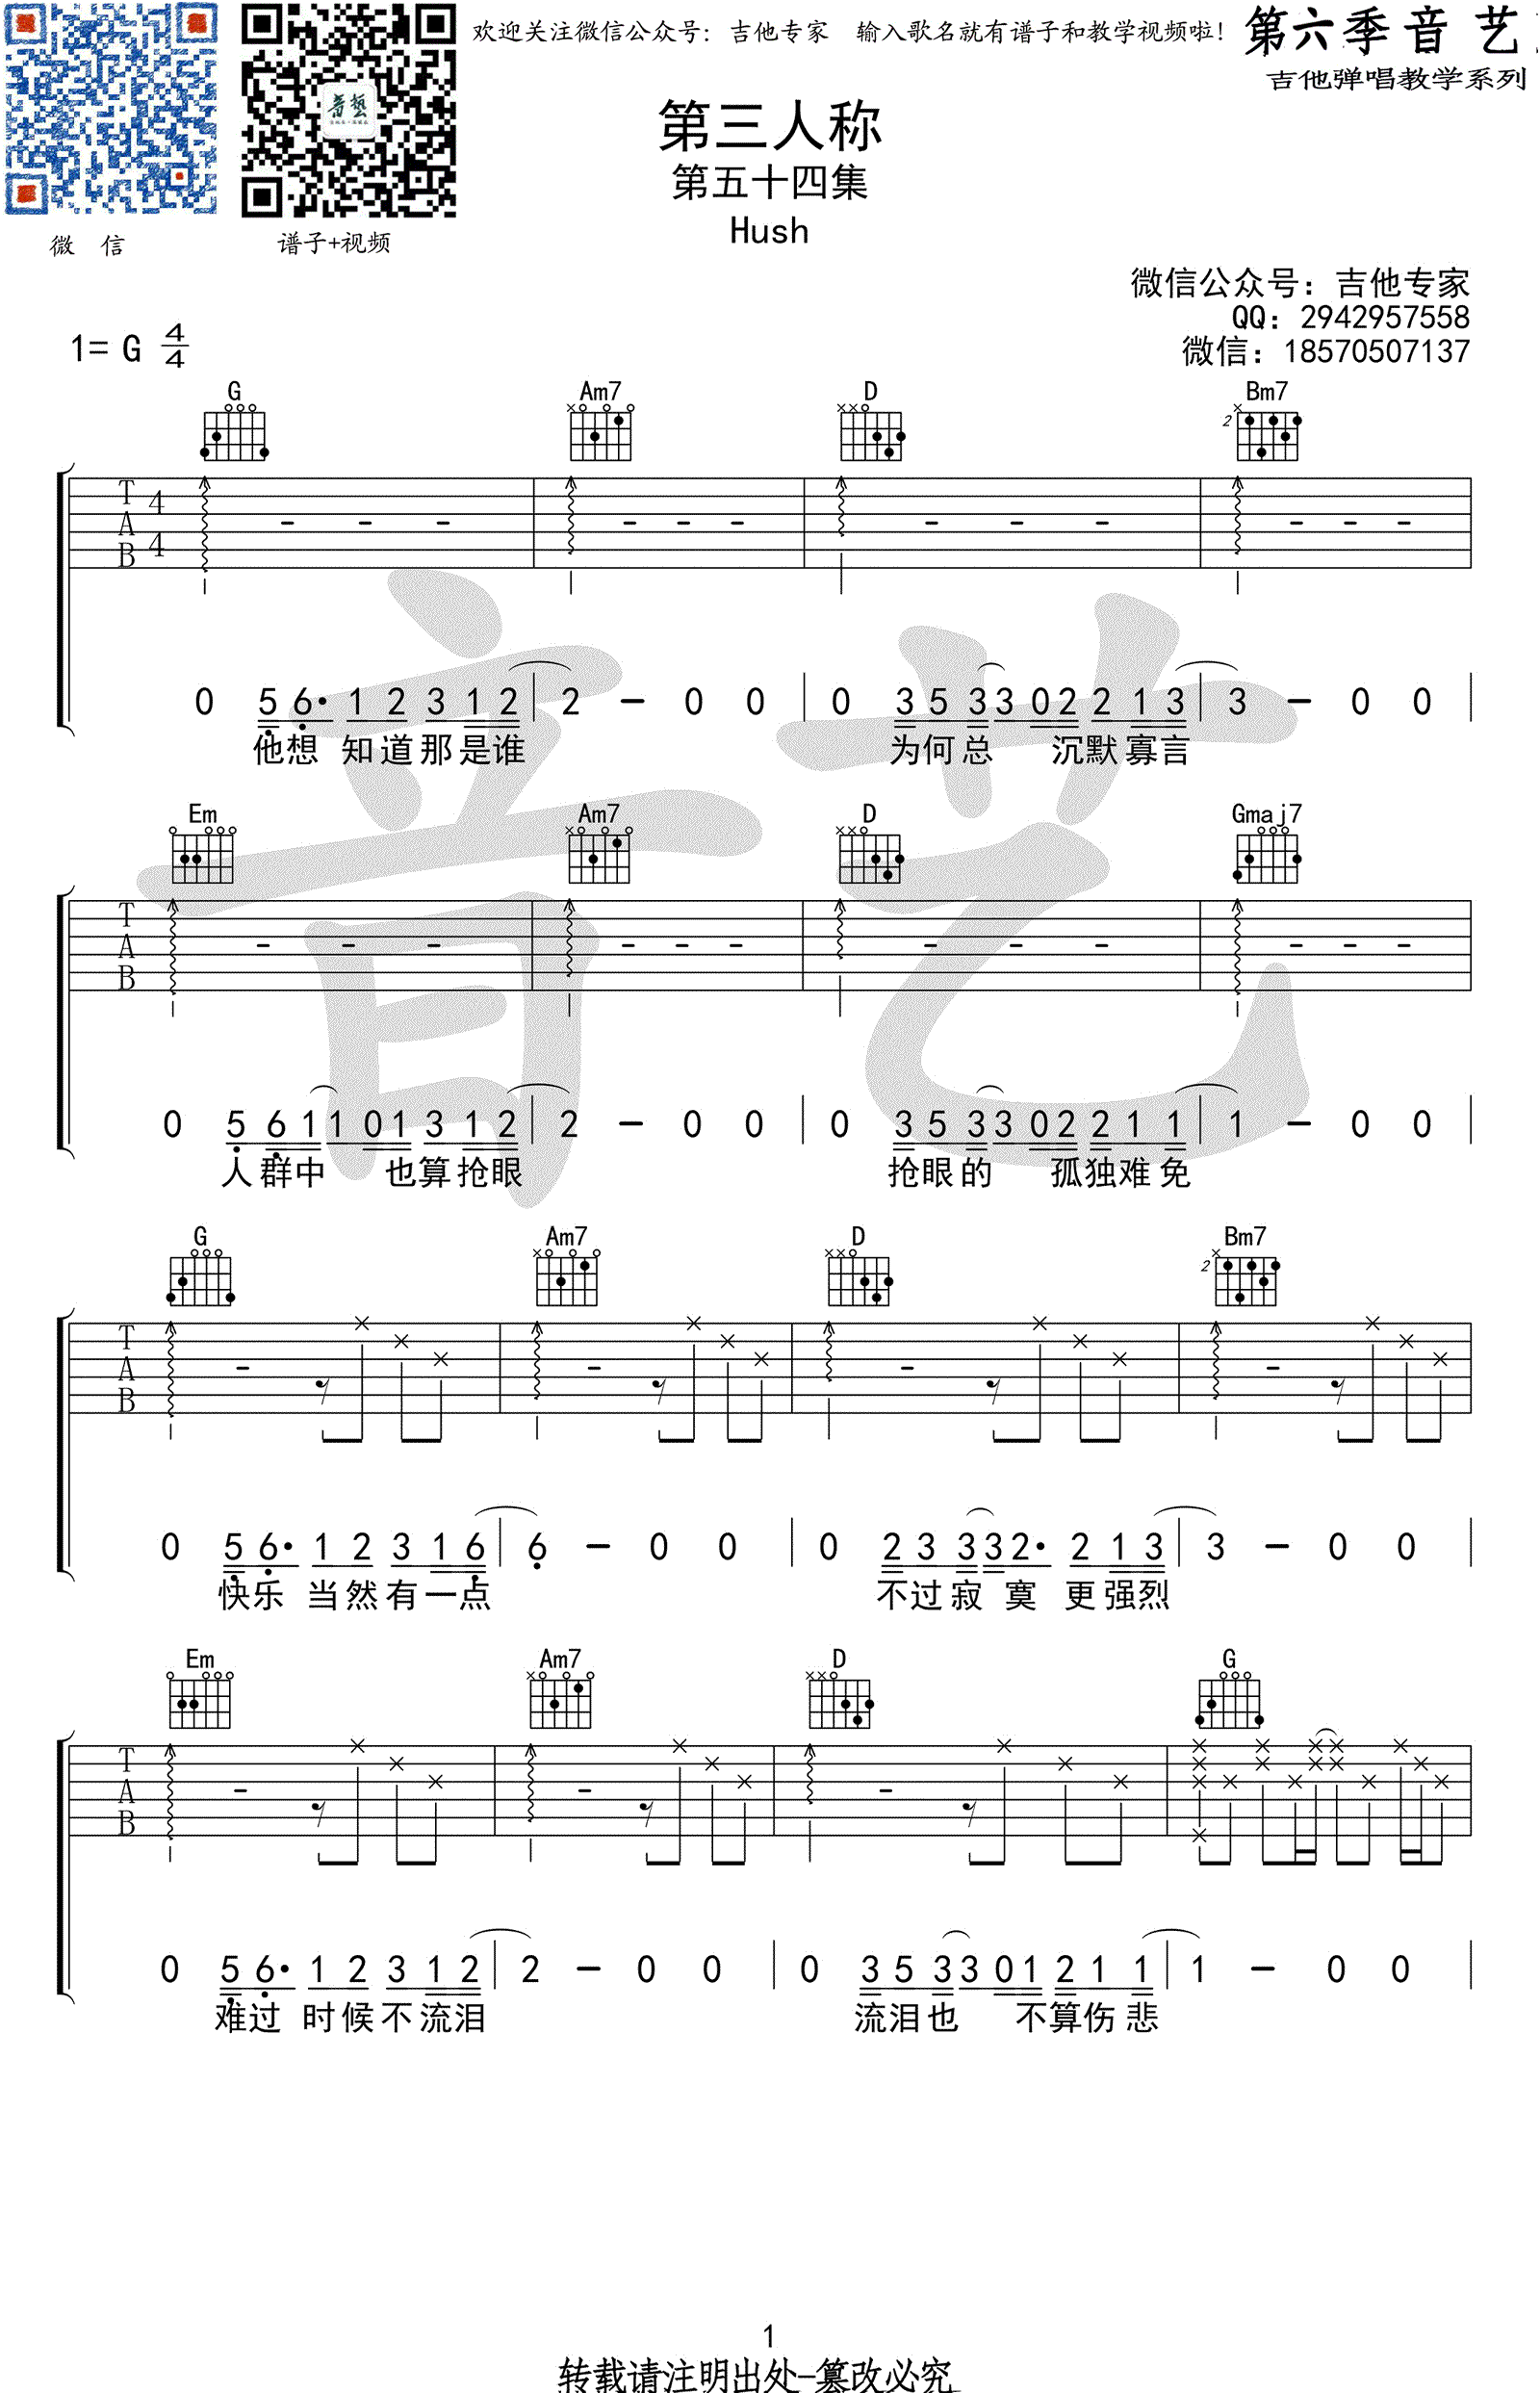 欢迎关注微信公众号：吉他专家　输入歌名就有谱子和教学视频啦！
第六季音 艺
吉他弹唱教学系列
音藝
微 信
谱子+视频
第三人称
第五十四集
Hush
微信公众号：吉他专家
QQ：2942957558
微信：18570507137
1= G 4/4
G Am7 D Bm7
2
T A B 4 4
0 5 6· 1 2 3 1 2 | 2 - 0 0 | 0 3 5 3 3 0 2 2 1 3 | 3 - 0 0 |
他想 知道那是谁 为何总 沉默寡言
Em Am7 D Gmaj7
T A B
0 5 6 1 1 0 1 3 1 2 | 2 - 0 0 | 0 3 5 3 3 0 2 2 1 1 | 1 - 0 0 |
人群中 也算抢眼 抢眼的 孤独难免
G Am7 D Bm7
2
T A B
0 5 6· 1 2 3 1 6 | 6 - 0 0 | 0 2 3 3 3 2· 2 1 3 | 3 - 0 0 |
快乐 当然有一点 不过寂 寞 更强烈
Em Am7 D G
T A B
0 5 6· 1 2 3 1 2 | 2 - 0 0 | 0 3 5 3 3 0 1 2 1 1 | 1 - 0 0 |
难过 时候不流泪 流泪也 不算伤悲
音艺
1
转载请注明出处-篡改必究